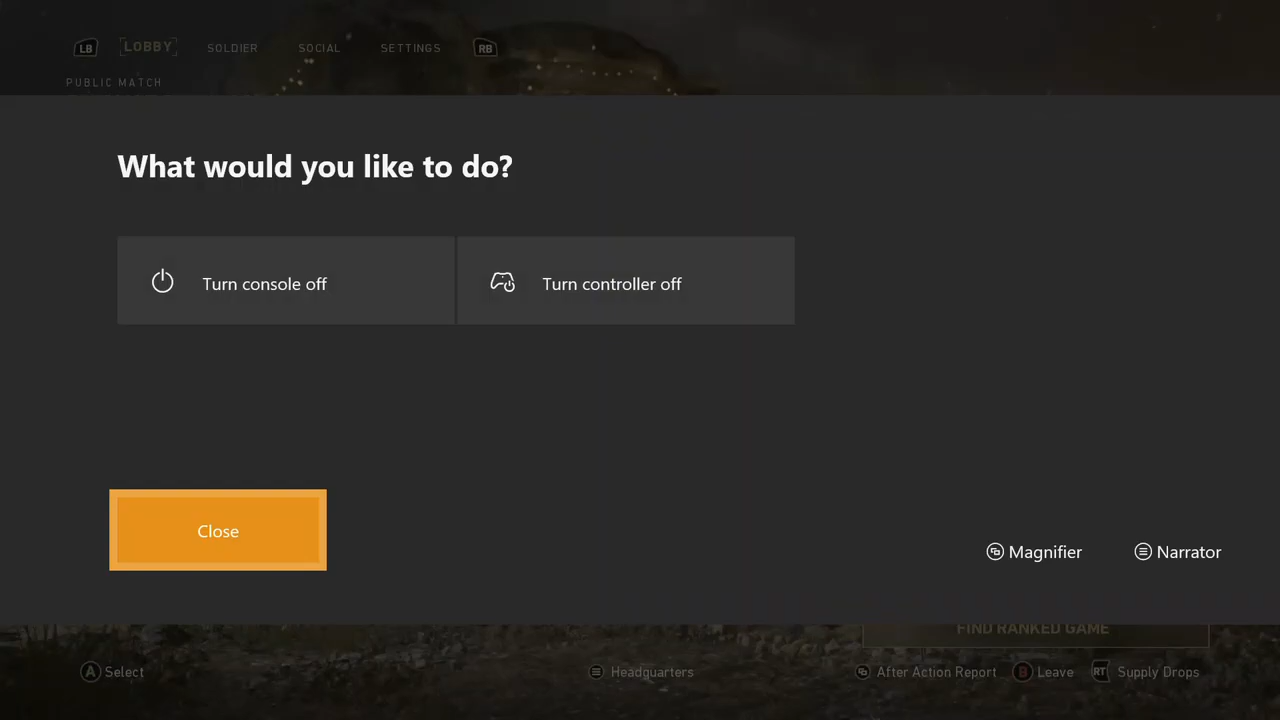 LB LOBBY SOLDIER SOCIAL SETTINGS RB
PUBLIC MATCH
What would you like to do?
Turn console off
Turn controller off
Close
Magnifier
Narrator
FIND RANKED GAME
A Select
Headquarters
After Action Report
B Leave
RT Supply Drops